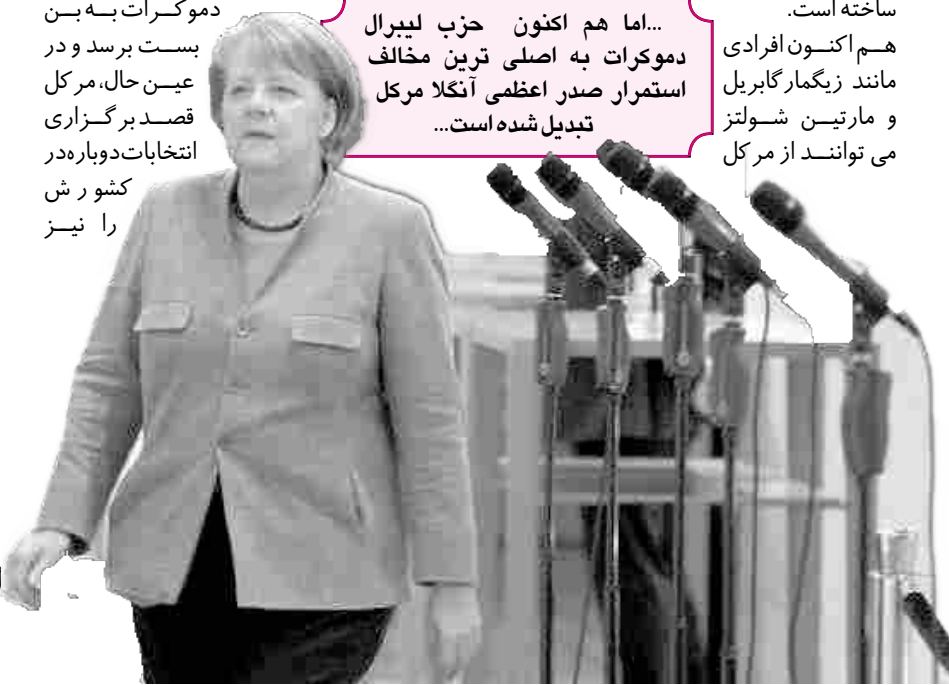 ساخته است.
هم اکنون افرادی
مانند زیگمار گابریل
و مارتین شولتز
می توانند از مرکل
...اما هم اکنون حزب لیبرال
دموکرات به اصلی ترین مخالف
استمرار صدر اعظمی آنگلا مرکل
تبدیل شده است...
دموکرات به بن
بست برسد و در
عین حال، مرکل
قصد برگزاری
انتخابات دوباره در
کشور ش
را نیز